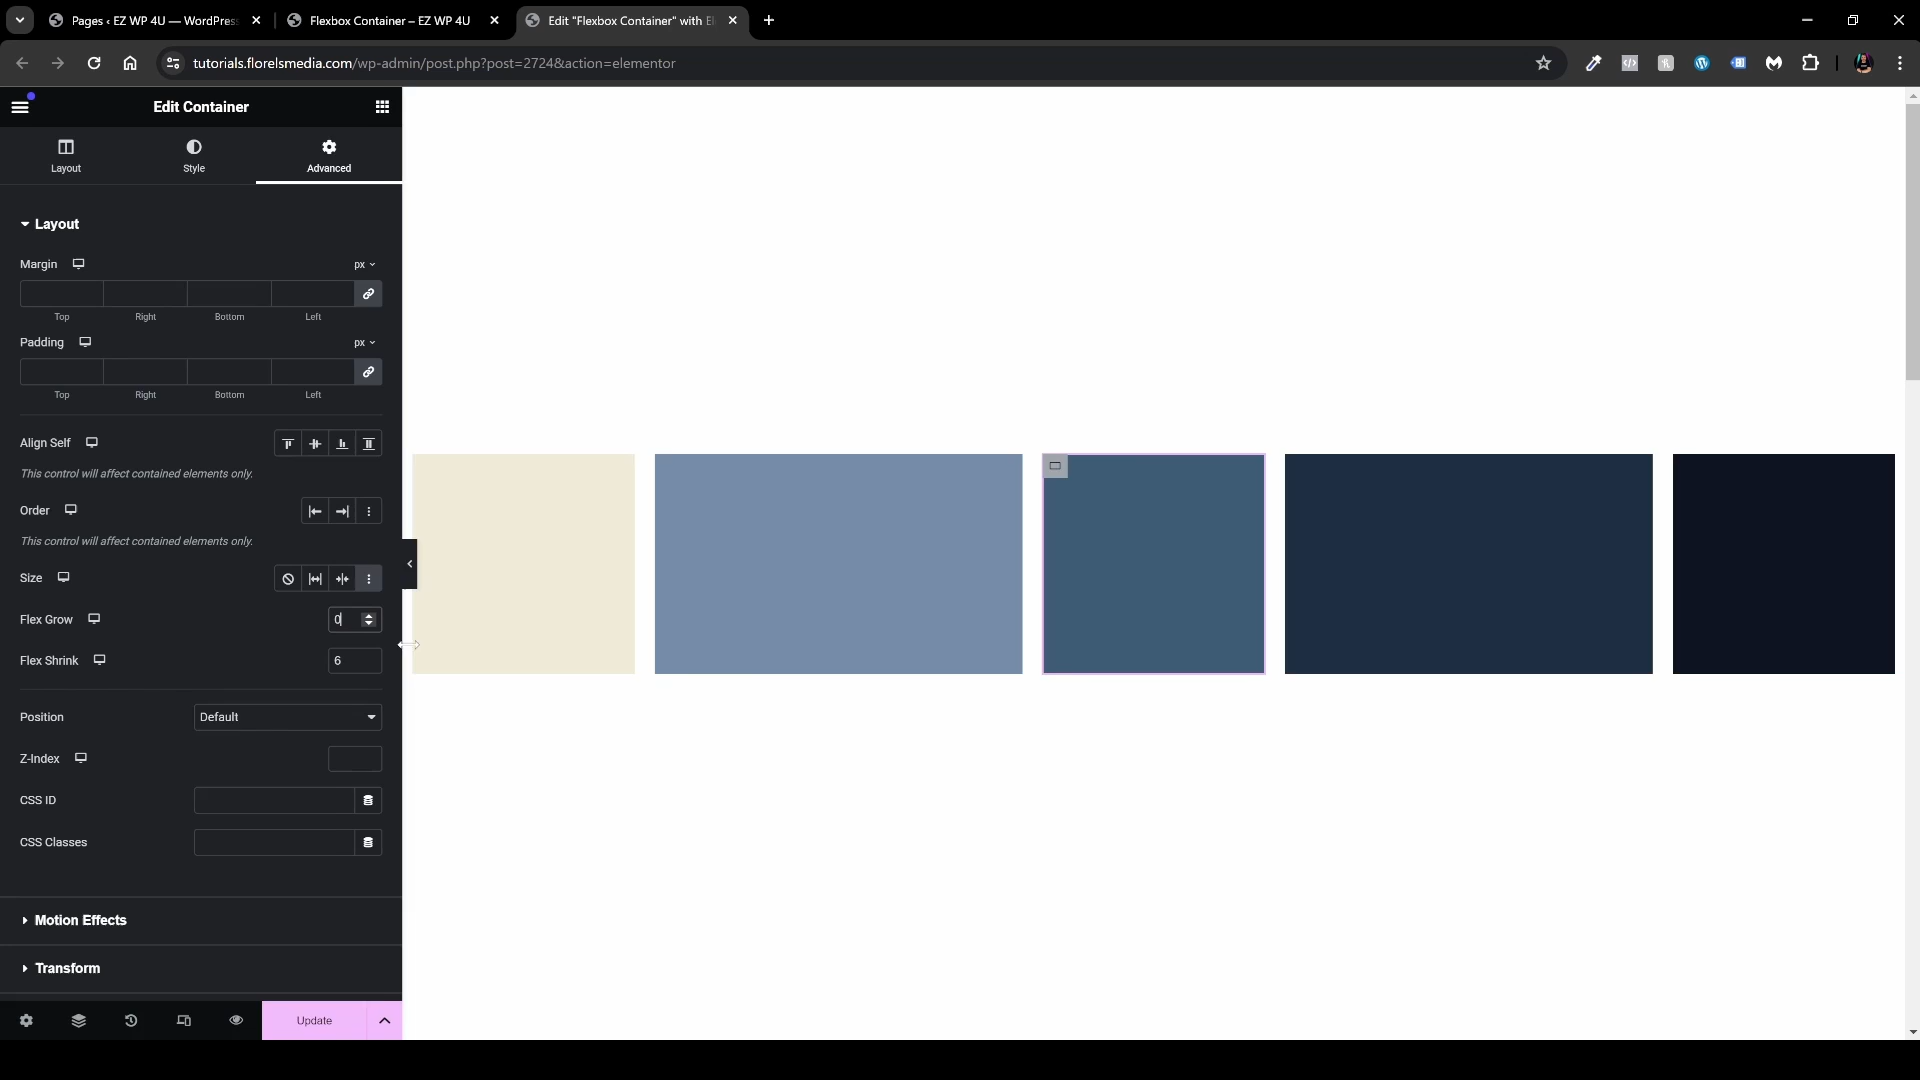 Pages ‹ EZ WP 4U — WordPress
Flexbox Container – EZ WP 4U
Edit "Flexbox Container" with El
tutorials.florelsmedia.com/wp-admin/post.php?post=2724&action=elementor
Edit Container
Layout
Style
Advanced
Layout
Margin
px
Top
Right
Bottom
Left
Padding
px
Top
Right
Bottom
Left
Align Self
This control will affect contained elements only.
Order
This control will affect contained elements only.
Size
Flex Grow
0
Flex Shrink
6
Position
Default
Z-Index
CSS ID
CSS Classes
Motion Effects
Transform
Update